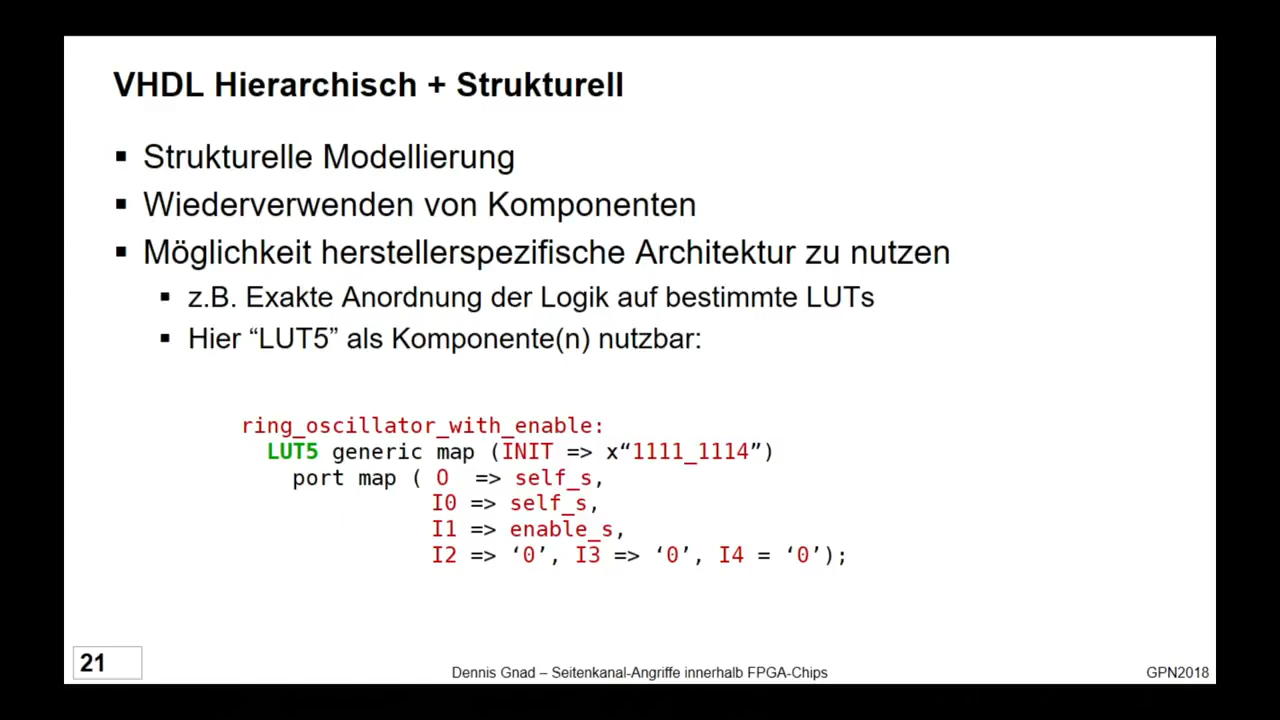 VHDL Hierarchisch + Strukturell
▪ Strukturelle Modellierung
▪ Wiederverwenden von Komponenten
▪ Möglichkeit herstellerspezifische Architektur zu nutzen
▪ z.B. Exakte Anordnung der Logik auf bestimmte LUTs
▪ Hier “LUT5” als Komponente(n) nutzbar:
ring_oscillator_with_enable:
LUT5 generic map (INIT => x“1111_1114”)
port map ( O => self_s,
I0 => self_s,
I1 => enable_s,
I2 => ‘0’, I3 => ‘0’, I4 = ‘0’);
21
Dennis Gnad – Seitenkanal-Angriffe innerhalb FPGA-Chips
GPN2018